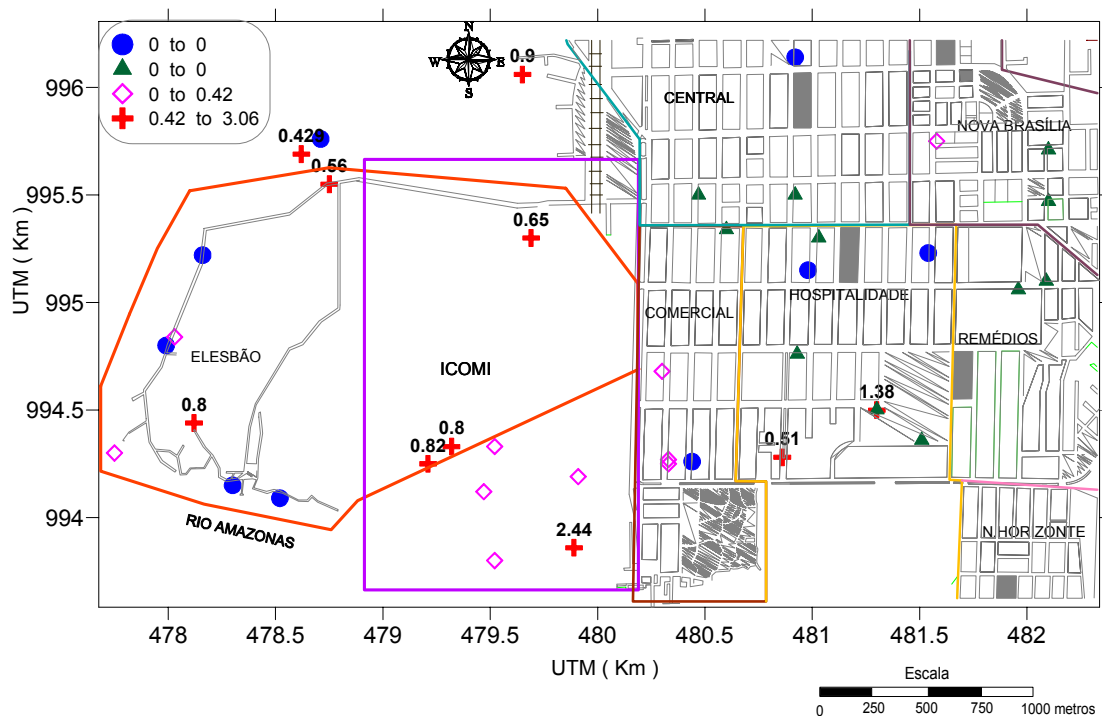 0 to 0
0 to 0
0 to 0.42
0.42 to 3.06
N
W
E
S
0.9
CENTRAL
NOVA BRASÍLIA
0.429
0.56
0.65
HOSPITALIDADE
COMERCIAL
REMÉDIOS
ELESBÃO
ICOMI
0.8
0.8
0.82
1.38
0.51
2.44
RIO AMAZONAS
N.HORIZONTE
UTM ( Km )
996
995.5
995
994.5
994
478
478.5
479
479.5
480
480.5
481
481.5
482
UTM ( Km )
Escala
0
250
500
750
1000 metros